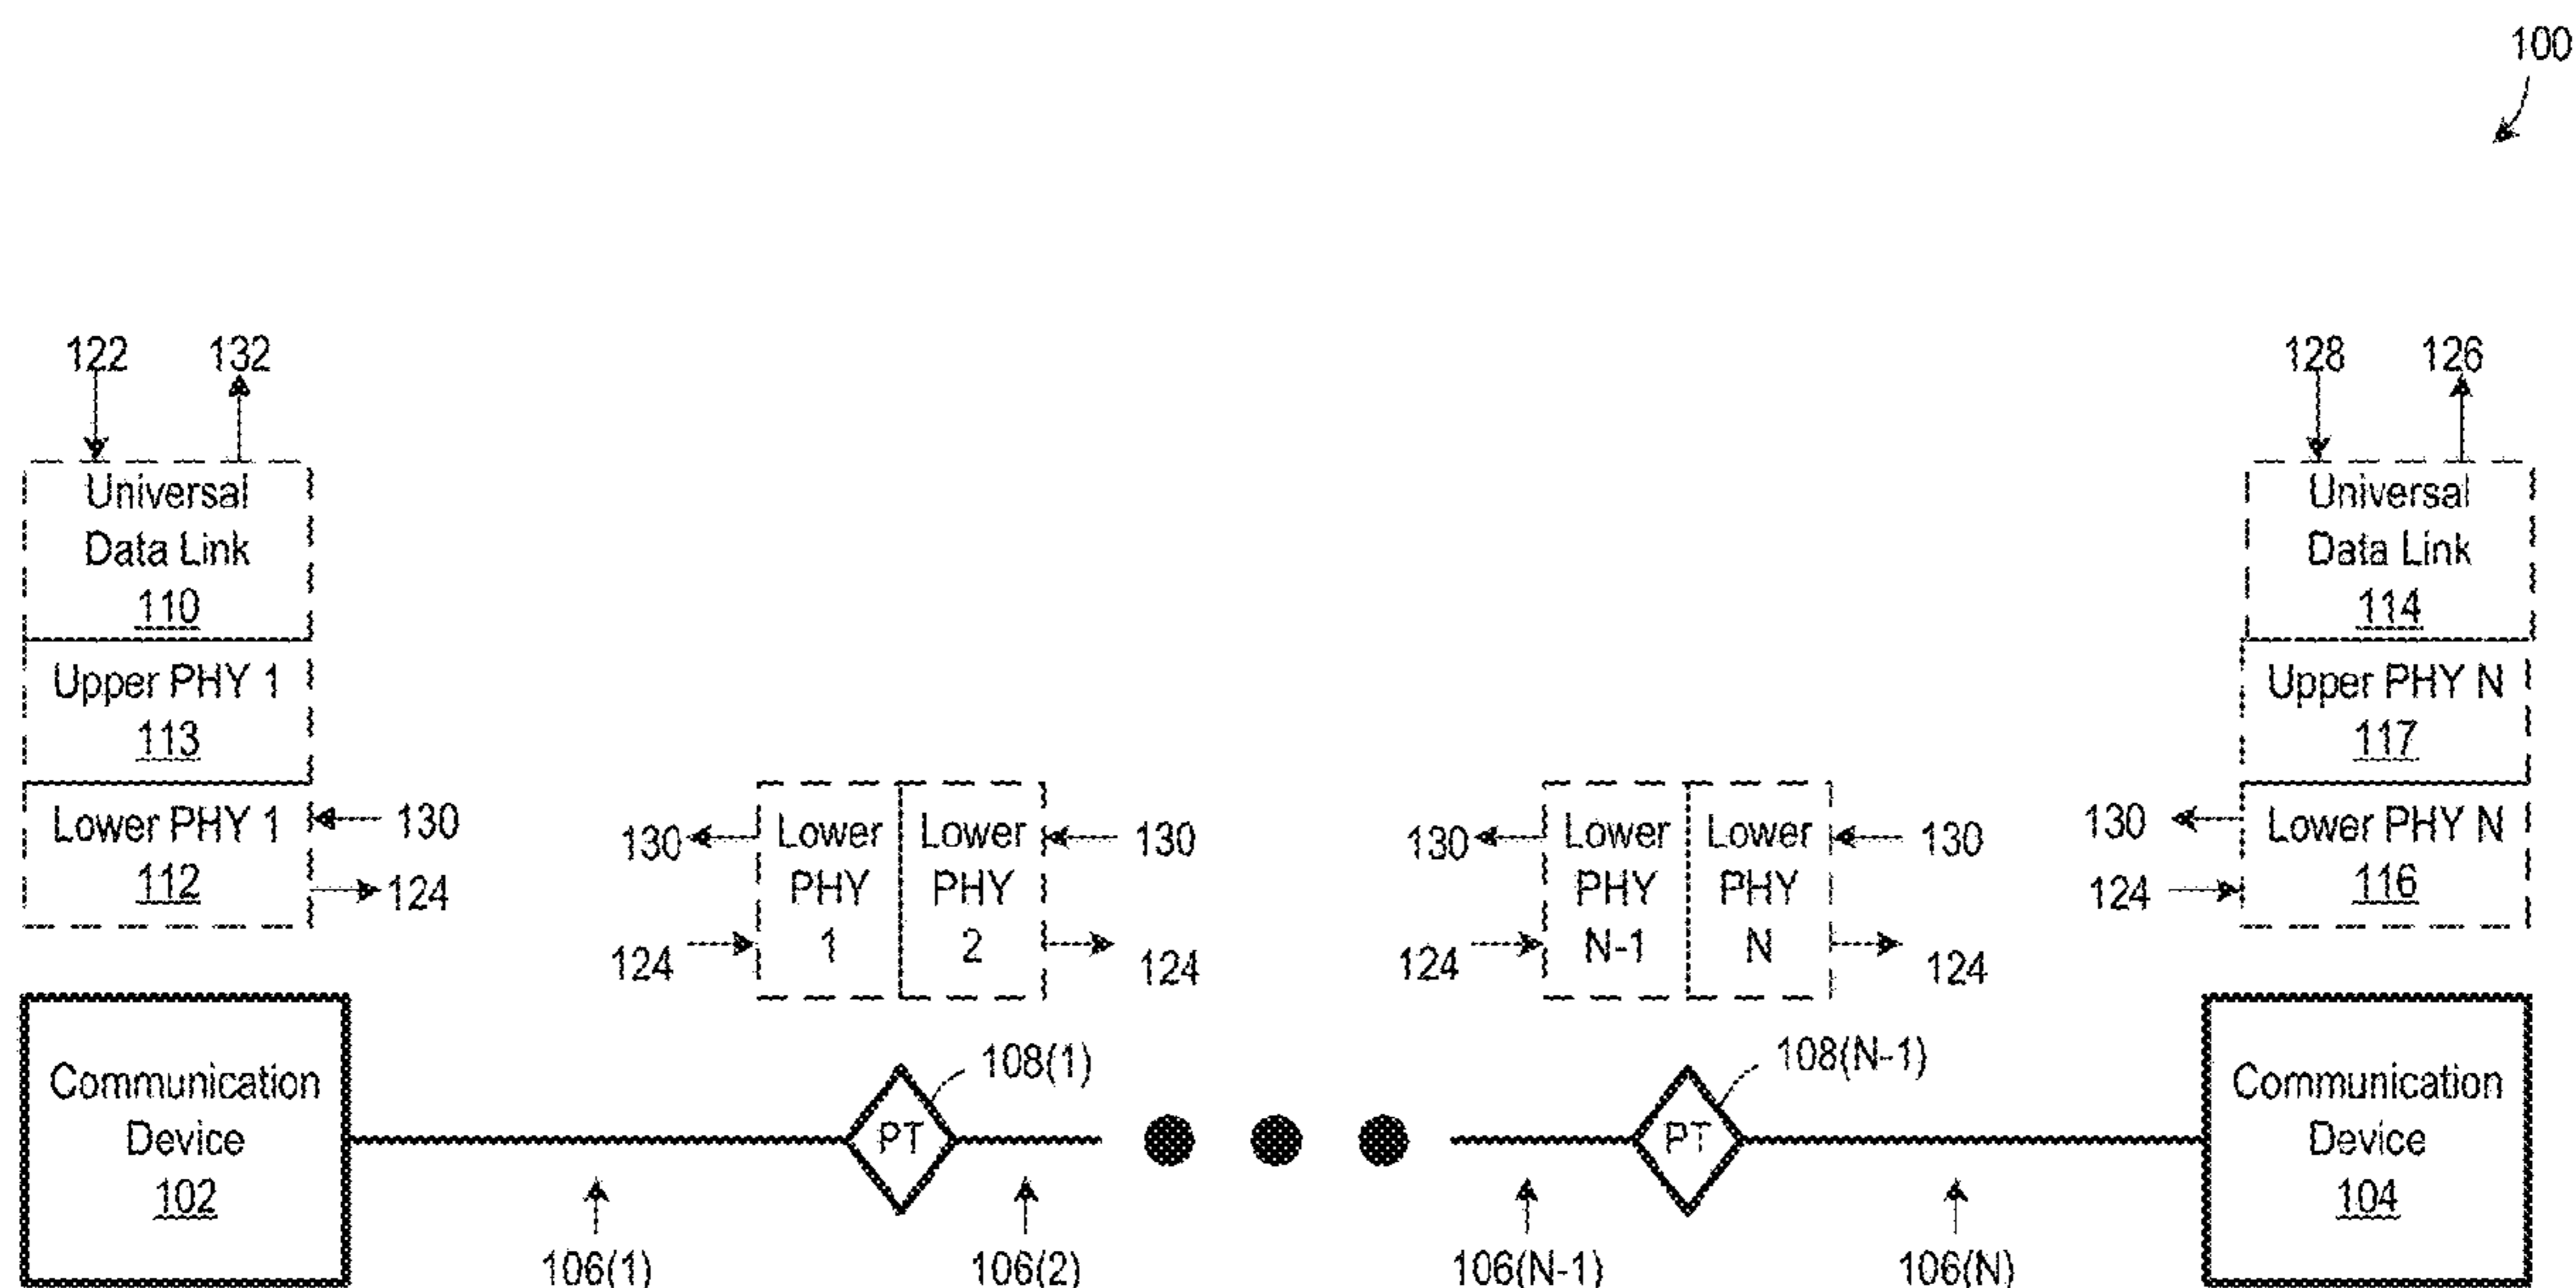 100
122 132
128 126
Universal
Data Link
110
Upper PHY 1
113
Lower PHY 1
112
130
124
130
124
Lower
PHY
1
Lower
PHY
2
130
124
130
124
Lower
PHY
N-1
Lower
PHY
N
130
124
Universal
Data Link
114
Upper PHY N
117
Lower PHY N
116
130
124
Communication
Device
102
PT
108(1)
PT
108(N-1)
Communication
Device
104
106(1)
106(2)
106(N-1)
106(N)